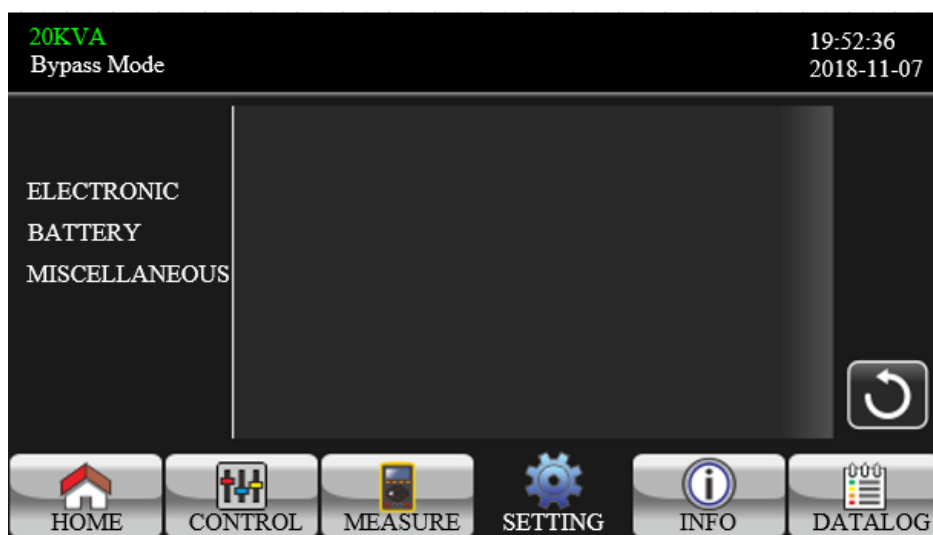 20KVA
Bypass Mode
19:52:36
2018-11-07
ELECTRONIC
BATTERY
MISCELLANEOUS
HOME
CONTROL
MEASURE
SETTING
INFO
DATALOG